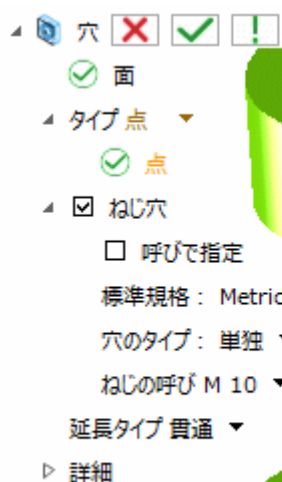 穴
面
タイプ 点
点
ねじ穴
呼びで指定
標準規格： Metric
穴のタイプ： 単独
ねじの呼び M 10
延長タイプ 貫通
詳細